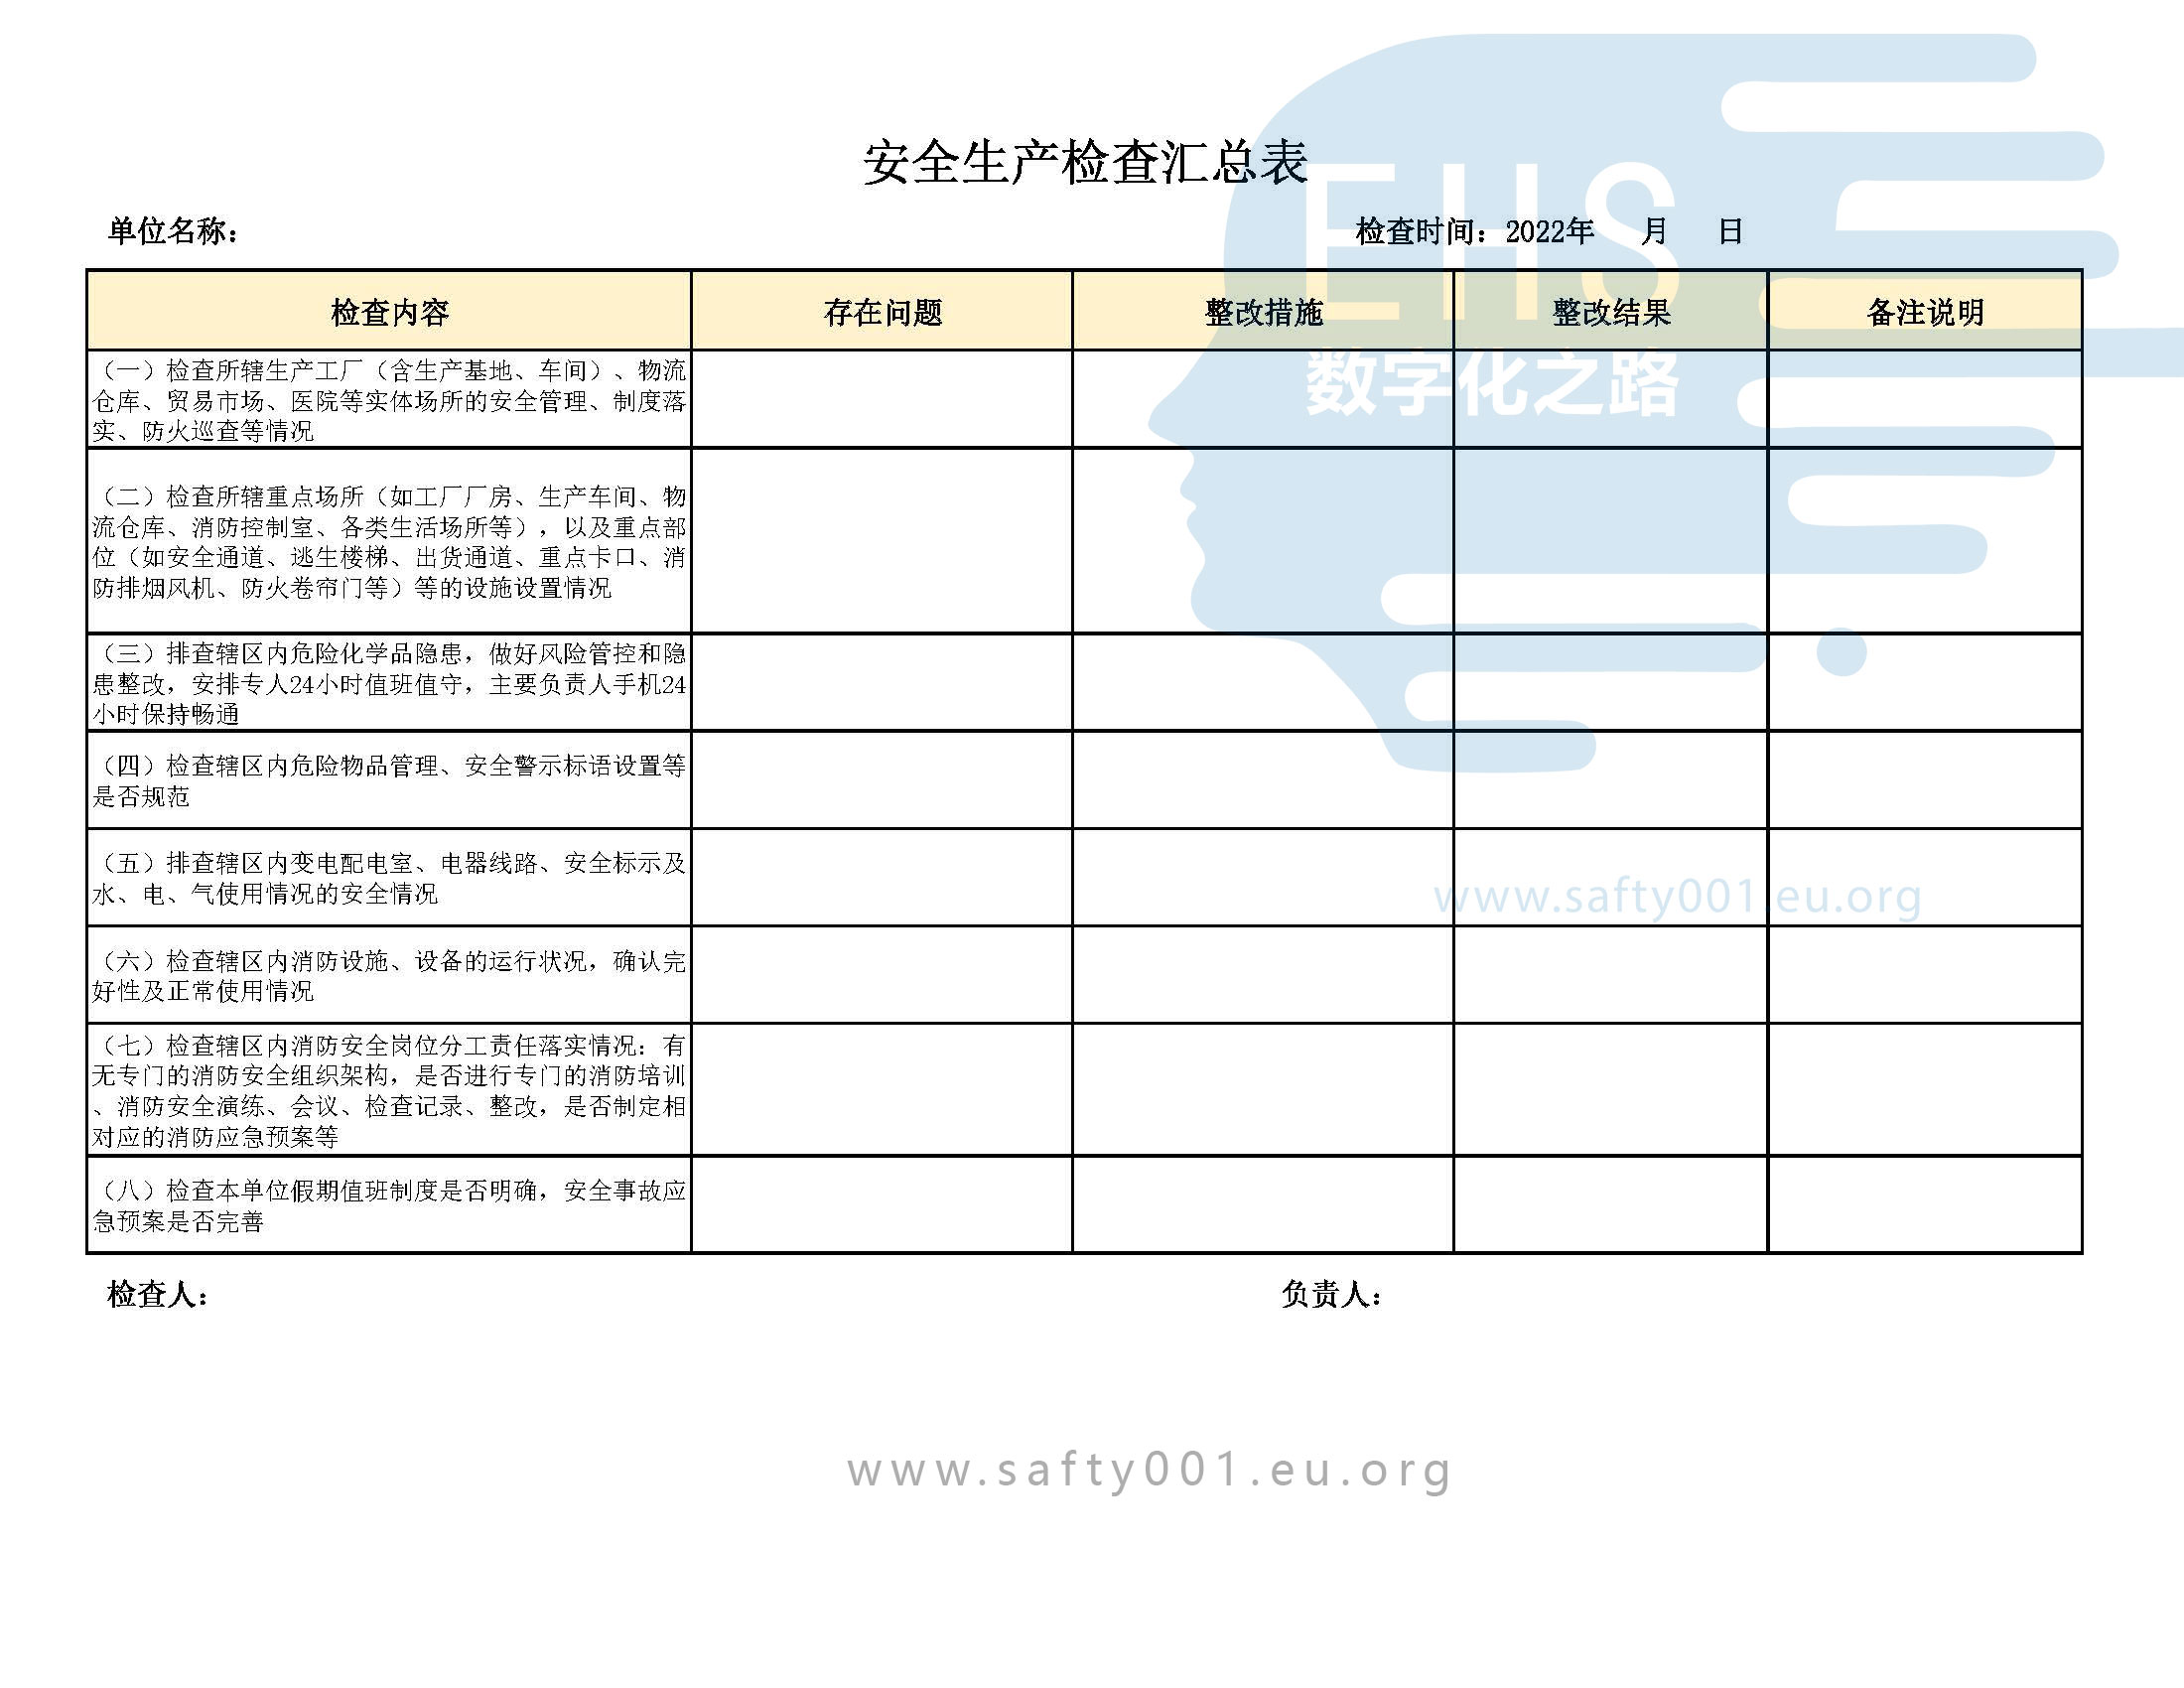 安全生产检查汇总表
单位名称：
检查时间：2022年 月 日
EHS
数字化之路
检查内容 存在问题 整改措施 整改结果 备注说明
（一）检查所辖生产工厂（含生产基地、车间）、物流
仓库、贸易市场、医院等实体场所的安全管理、制度落
实、防火巡查等情况
（二）检查所辖重点场所（如工厂厂房、生产车间、物
流仓库、消防控制室、各类生活场所等），以及重点部
位（如安全通道、逃生楼梯、出货通道、重点卡口、消
防排烟风机、防火卷帘门等）等的设施设置情况
（三）排查辖区内危险化学品隐患，做好风险管控和隐
患整改，安排专人24小时值班值守，主要负责人手机24
小时保持畅通
（四）检查辖区内危险物品管理、安全警示标语设置等
是否规范
（五）排查辖区内变电配电室、电器线路、安全标示及
水、电、气使用情况的安全情况
www.safty001.eu.org
（六）检查辖区内消防设施、设备的运行状况，确认完
好性及正常使用情况
（七）检查辖区内消防安全岗位分工责任落实情况：有
无专门的消防安全组织架构，是否进行专门的消防培训
、消防安全演练、会议、检查记录、整改，是否制定相
对应的消防应急预案等
（八）检查本单位假期值班制度是否明确，安全事故应
急预案是否完善
检查人：
负责人：
www.safty001.eu.org